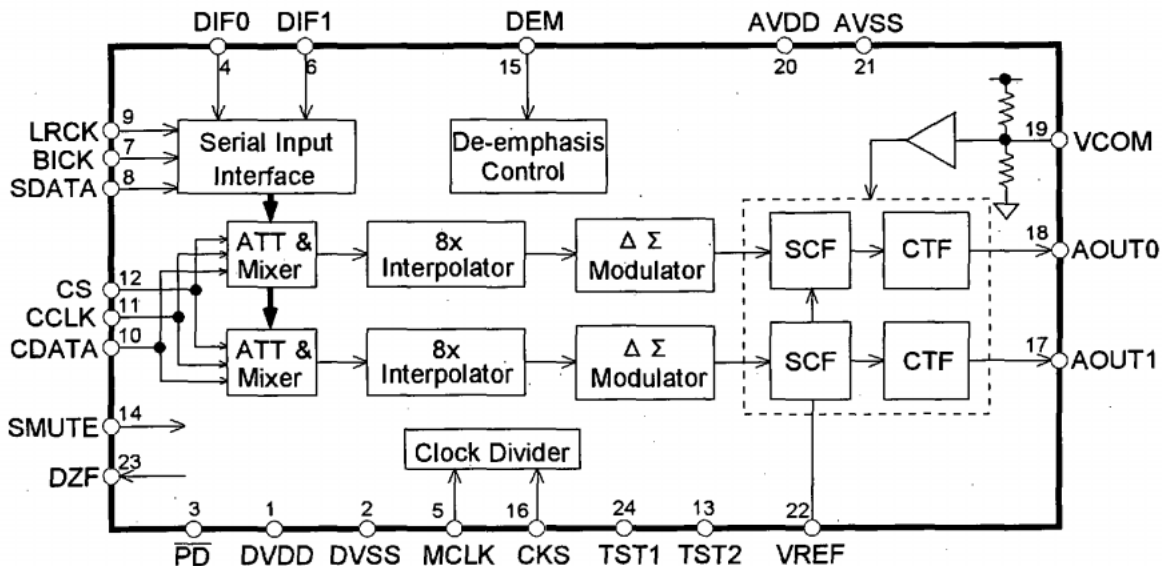 DIF0 DIF1 DEM AVDD AVSS
4 6 15 20 21
9
LRCK
7
BICK
8
SDATA
Serial Input
Interface
De-emphasis
Control
19
VCOM
ATT &
Mixer
8x
Interpolator
Δ Σ
Modulator
SCF
CTF
18
AOUT0
12
CS
11
CCLK
10
CDATA
ATT &
Mixer
8x
Interpolator
Δ Σ
Modulator
SCF
CTF
17
AOUT1
14
SMUTE
23
DZF
Clock Divider
3 1 2 5 16 24 13 22
PD DVDD DVSS MCLK CKS TST1 TST2 VREF